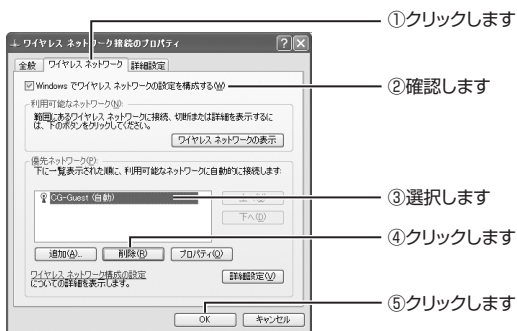 ①クリックします
ワイヤレス ネットワーク接続のプロパティ
全般 ワイヤレス ネットワーク 詳細設定
Windows でワイヤレス ネットワークの設定を構成する(W)
②確認します
利用可能なネットワーク(N):
範囲にあるワイヤレス ネットワークに接続、切断または詳細を表示するに
は、下のボタンをクリックしてください。
ワイヤレス ネットワークの表示
優先ネットワーク(P):
下に一覧表示された順に、利用可能なネットワークに自動的に接続します:
CG-Guest (自動)
③選択します
下へ(D)
④クリックします
追加(A)... 削除(R) プロパティ(O)
ワイヤレス ネットワーク構成の設定
についての詳細を表示します。
詳細設定(V)
⑤クリックします
OK キャンセル